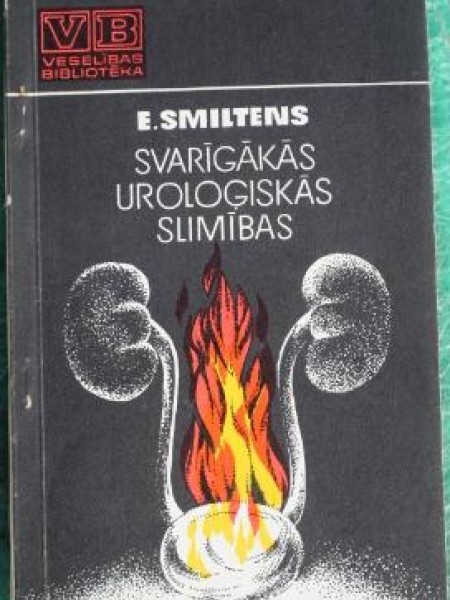 VB
VESELĪBAS
BIBLIOTĒKA
E.SMILTENS
SVARĪGĀKĀS
UROLOĢISKĀS
SLIMĪBAS